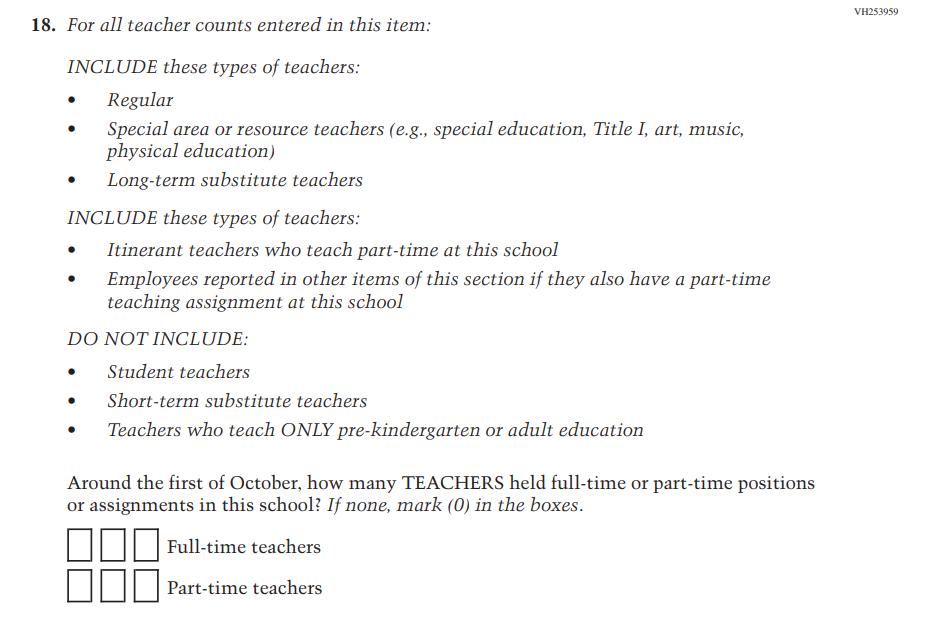 VH253959
18. For all teacher counts entered in this item:
INCLUDE these types of teachers:
• Regular
• Special area or resource teachers (e.g., special education, Title I, art, music,
physical education)
• Long-term substitute teachers
INCLUDE these types of teachers:
• Itinerant teachers who teach part-time at this school
• Employees reported in other items of this section if they also have a part-time
teaching assignment at this school
DO NOT INCLUDE:
• Student teachers
• Short-term substitute teachers
• Teachers who teach ONLY pre-kindergarten or adult education
Around the first of October, how many TEACHERS held full-time or part-time positions
or assignments in this school? If none, mark (0) in the boxes.
Full-time teachers
Part-time teachers